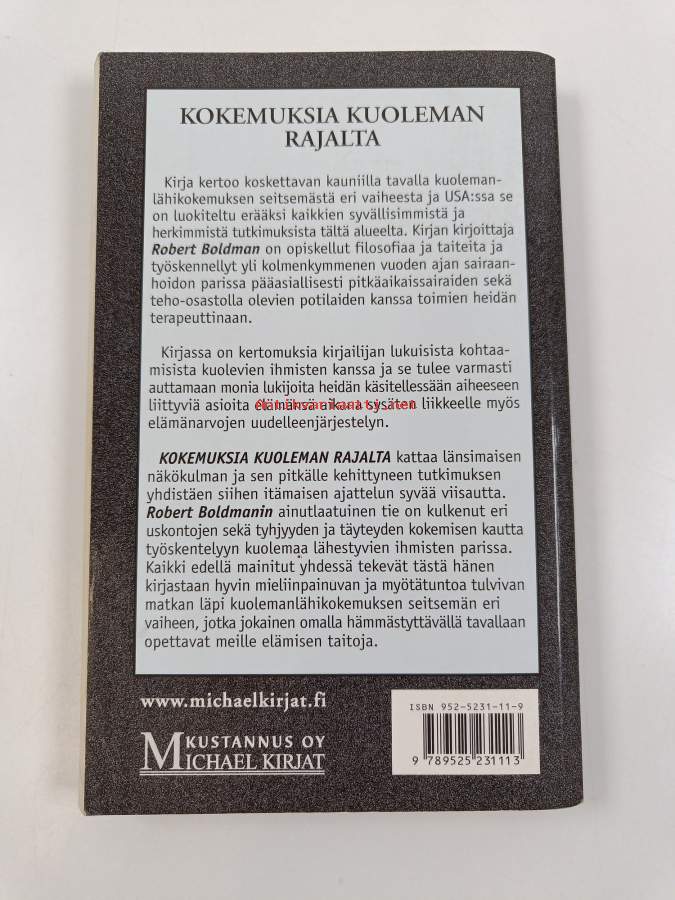 KOKEMUKSIA KUOLEMAN
RAJALTA
Kirja kertoo koskettavan kauniilla tavalla kuoleman-
lähikokemuksen seitsemästä eri vaiheesta ja USA:ssa se
on luokiteltu erääksi kaikkien syvällisimmistä ja
herkimmistä tutkimuksista tältä alueelta. Kirjan kirjoittaja
Robert Boldman on opiskellut filosofiaa ja taiteita ja
työskennellyt yli kolmenkymmenen vuoden ajan sairaan-
hoidon parissa pääasiallisesti pitkäaikaissairaiden sekä
teho-osastolla olevien potilaiden kanssa toimien heidän
terapeuttinaan.
Kirjassa on kertomuksia kirjailijan lukuisista kohtaa-
misista kuolevien ihmisten kanssa ja se tulee varmasti
auttamaan monia lukijoita heidän käsitellessään aiheeseen
liittyviä asioita elämänsä aikana sysäten liikkeelle myös
elämänarvojen uudelleenjärjestelyn.
KOKEMUKSIA KUOLEMAN RAJALTA kattaa länsimaisen
näkökulman ja sen pitkälle kehittyneen tutkimuksen
yhdistäen siihen itämaisen ajattelun syvää viisautta.
Robert Boldmanin ainutlaatuinen tie on kulkenut eri
uskontojen sekä tyhjyyden ja täyteyden kokemisen kautta
työskentelyyn kuolemaa lähestyvien ihmisten parissa.
Kaikki edellä mainitut yhdessä tekevät tästä hänen
kirjastaan hyvin mieliinpainuvan ja myötätuntoa tulvivan
matkan läpi kuolemanlähikokemuksen seitsemän eri
vaiheen, jotka jokainen omalla hämmästyttävällä tavallaan
opettavat meille elämisen taitoja.
www.michaelkirjat.fi
KUSTANNUS OY
MICHAEL KIRJAT
ISBN 952-5231-11-9
9 789525 231113